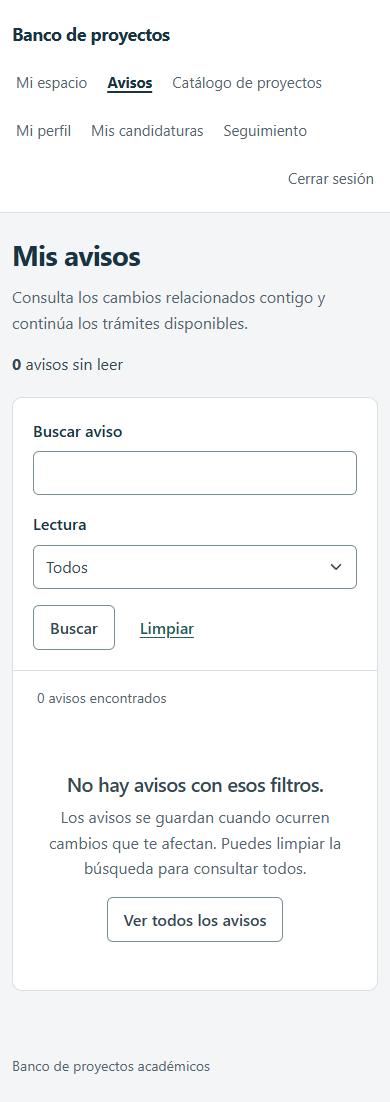 Banco de proyectos
Mi espacio Avisos Catálogo de proyectos
Mi perfil Mis candidaturas Seguimiento
Cerrar sesión
Mis avisos
Consulta los cambios relacionados contigo y
continúa los trámites disponibles.
0 avisos sin leer
Buscar aviso
Lectura
Todos
Buscar Limpiar
0 avisos encontrados
No hay avisos con esos filtros.
Los avisos se guardan cuando ocurren
cambios que te afectan. Puedes limpiar la
búsqueda para consultar todos.
Ver todos los avisos
Banco de proyectos académicos